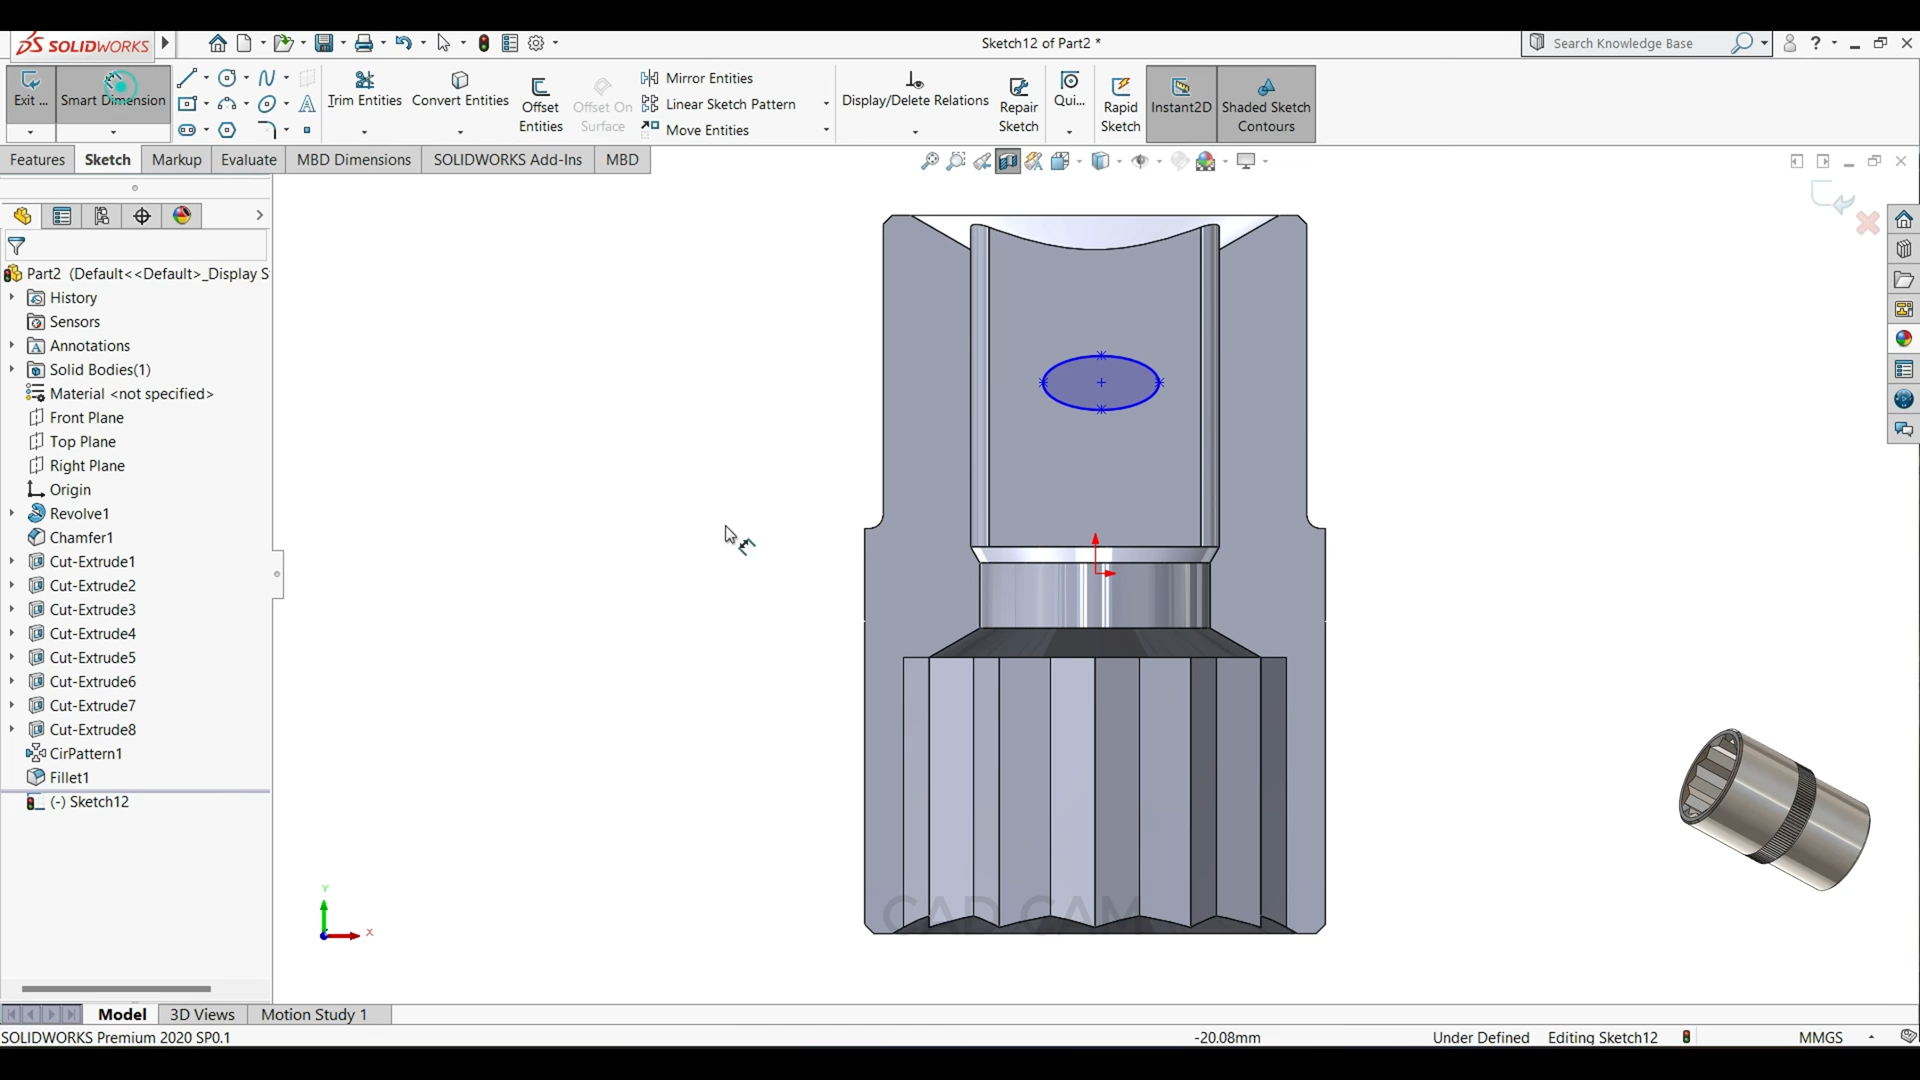 SOLIDWORKS
Sketch12 of Part2 *
Search Knowledge Base
Exit ...
Smart Dimension
Trim Entities
Convert Entities
Offset Entities
Offset On Surface
Mirror Entities
Linear Sketch Pattern
Move Entities
Display/Delete Relations
Repair Sketch
Qui...
Rapid Sketch
Instant2D
Shaded Sketch Contours
Features
Sketch
Markup
Evaluate
MBD Dimensions
SOLIDWORKS Add-Ins
MBD
Part2 (Default<<Default>_Display S
History
Sensors
Annotations
Solid Bodies(1)
Material <not specified>
Front Plane
Top Plane
Right Plane
Origin
Revolve1
Chamfer1
Cut-Extrude1
Cut-Extrude2
Cut-Extrude3
Cut-Extrude4
Cut-Extrude5
Cut-Extrude6
Cut-Extrude7
Cut-Extrude8
CirPattern1
Fillet1
(-) Sketch12
Y
X
CAD CAM
Model
3D Views
Motion Study 1
SOLIDWORKS Premium 2020 SP0.1
-20.08mm
Under Defined
Editing Sketch12
MMGS